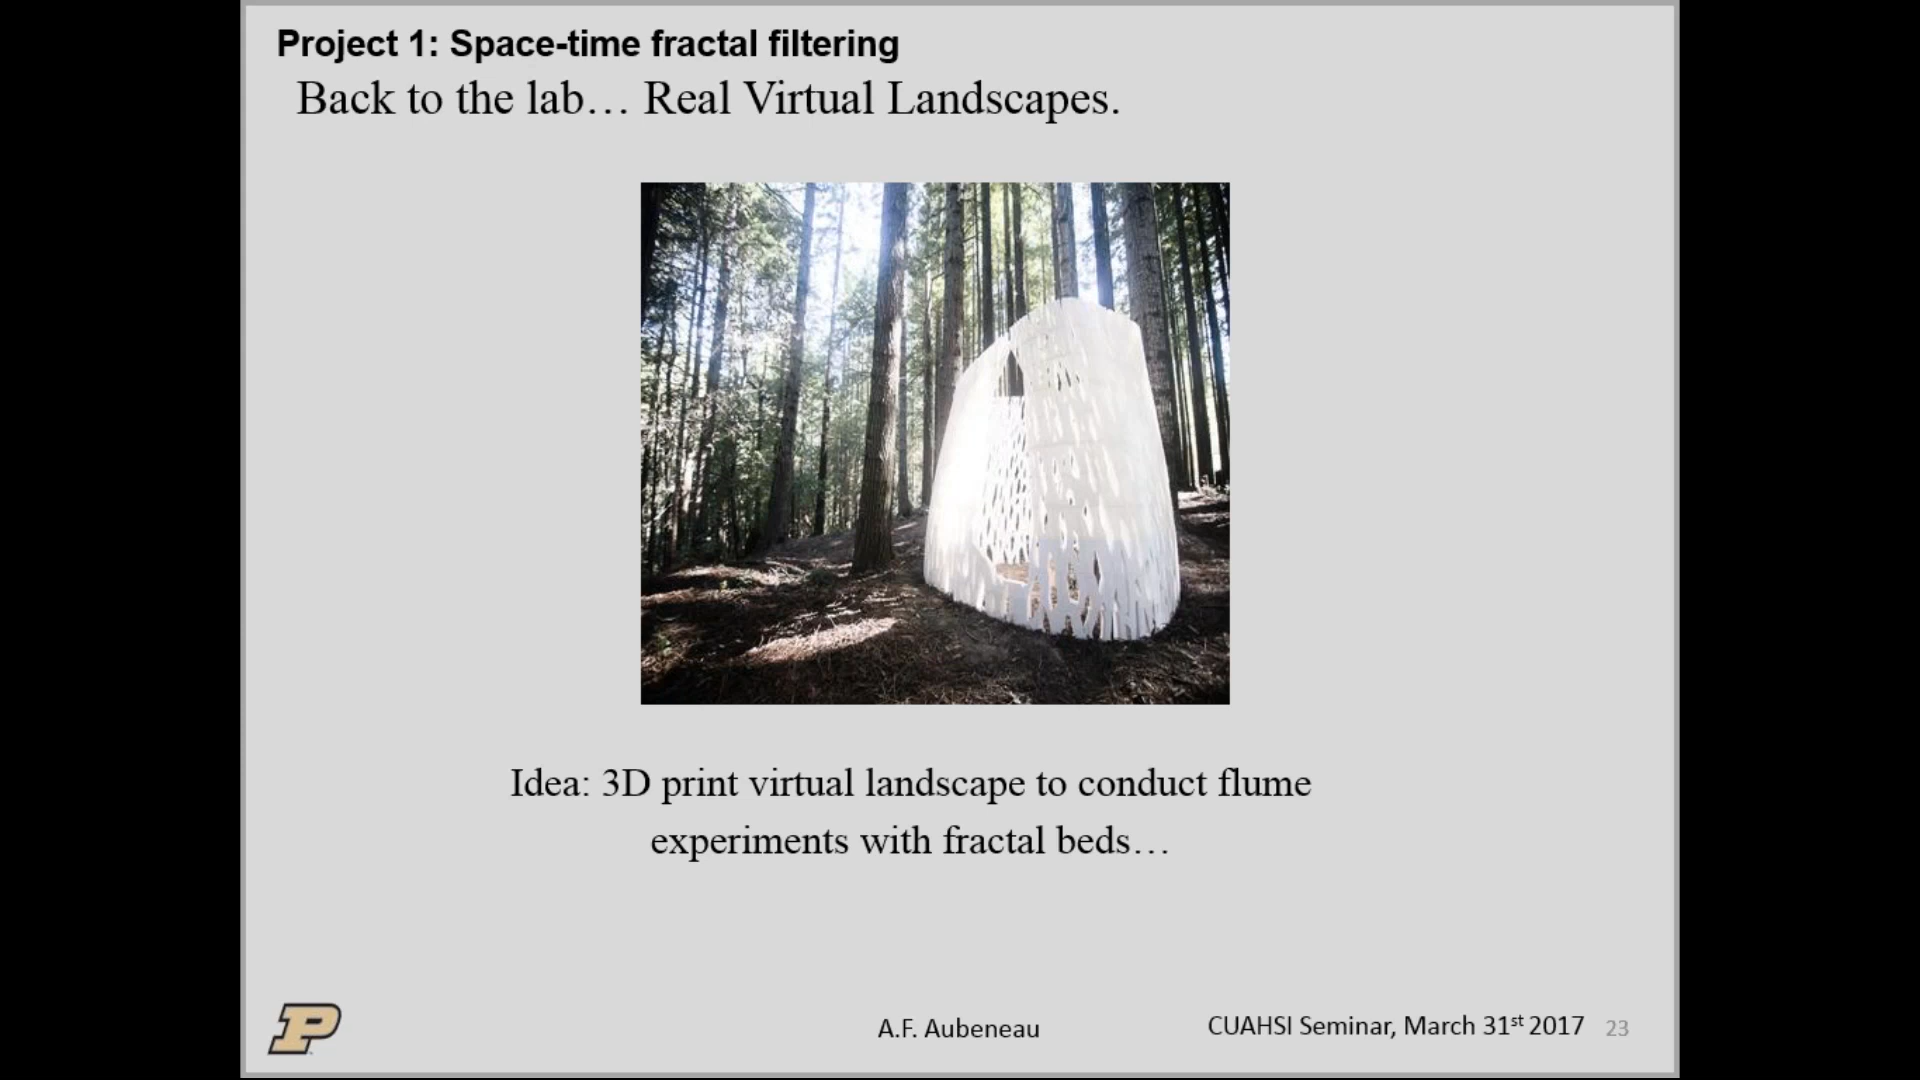 Project 1: Space-time fractal filtering
Back to the lab… Real Virtual Landscapes.
Idea: 3D print virtual landscape to conduct flume
experiments with fractal beds…
P
A.F. Aubeneau
CUAHSI Seminar, March 31st 2017
23